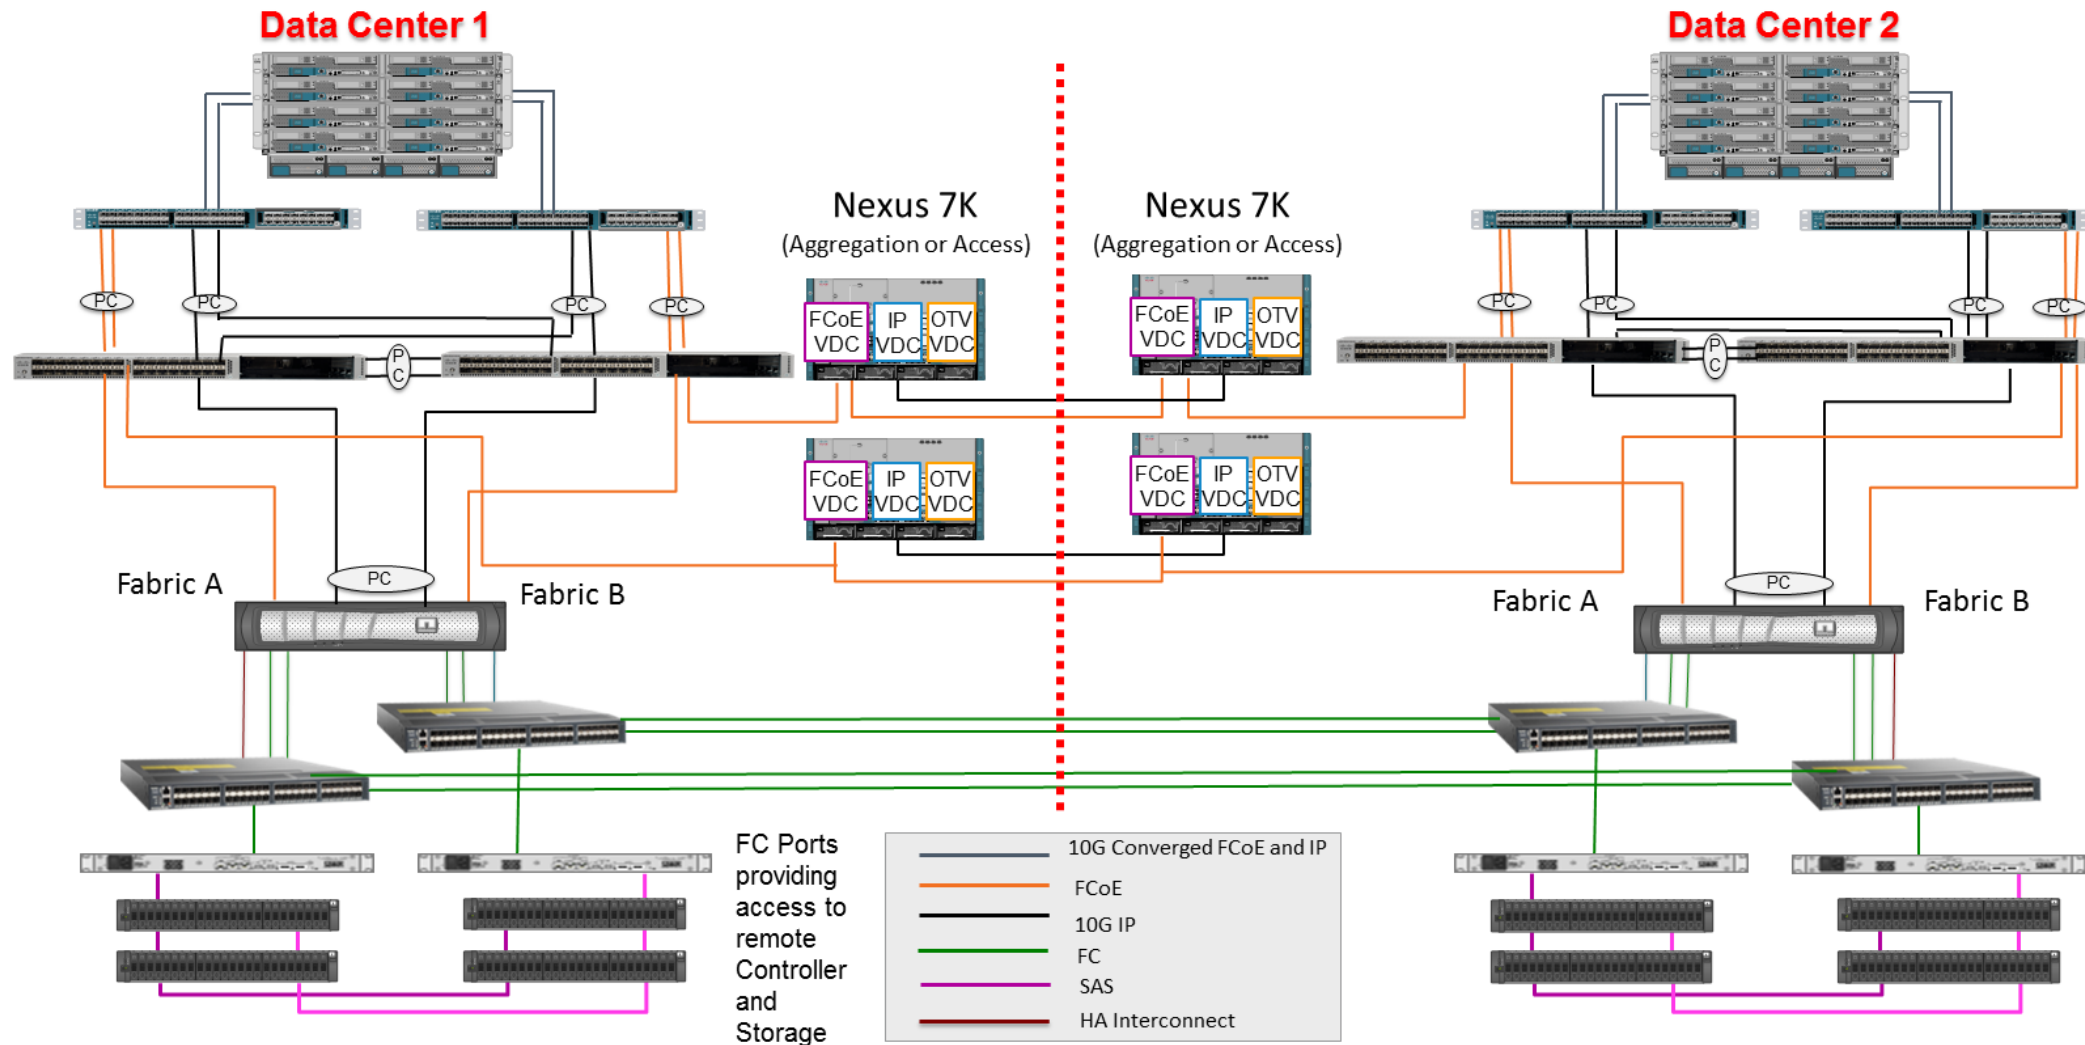 Data Center 1
Data Center 2
Nexus 7K
(Aggregation or Access)
Nexus 7K
(Aggregation or Access)
PC
PC
PC
PC
PC
PC
PC
PC
FCoE
VDC
IP
VDC
OTV
VDC
FCoE
VDC
IP
VDC
OTV
VDC
P
C
P
C
FCoE
VDC
IP
VDC
OTV
VDC
FCoE
VDC
IP
VDC
OTV
VDC
Fabric A
PC
Fabric B
Fabric A
PC
Fabric B
FC Ports
providing
access to
remote
Controller
and
Storage
10G Converged FCoE and IP
FCoE
10G IP
FC
SAS
HA Interconnect